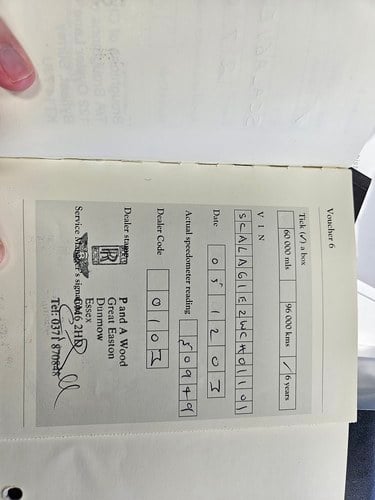 Voucher 6
Tick (✓) a box
60 000 mls
96 000 kms
✓ 6 years
V I N
SCALAG1E2WCH01101
Date
05 12 03
Actual speedometer reading
50949
Dealer Code
0103
Dealer stamp
P and A Wood
Great Easton
Dunmow
Essex
CM6 2HD
Tel: 0371 870848
Service Manager's signature